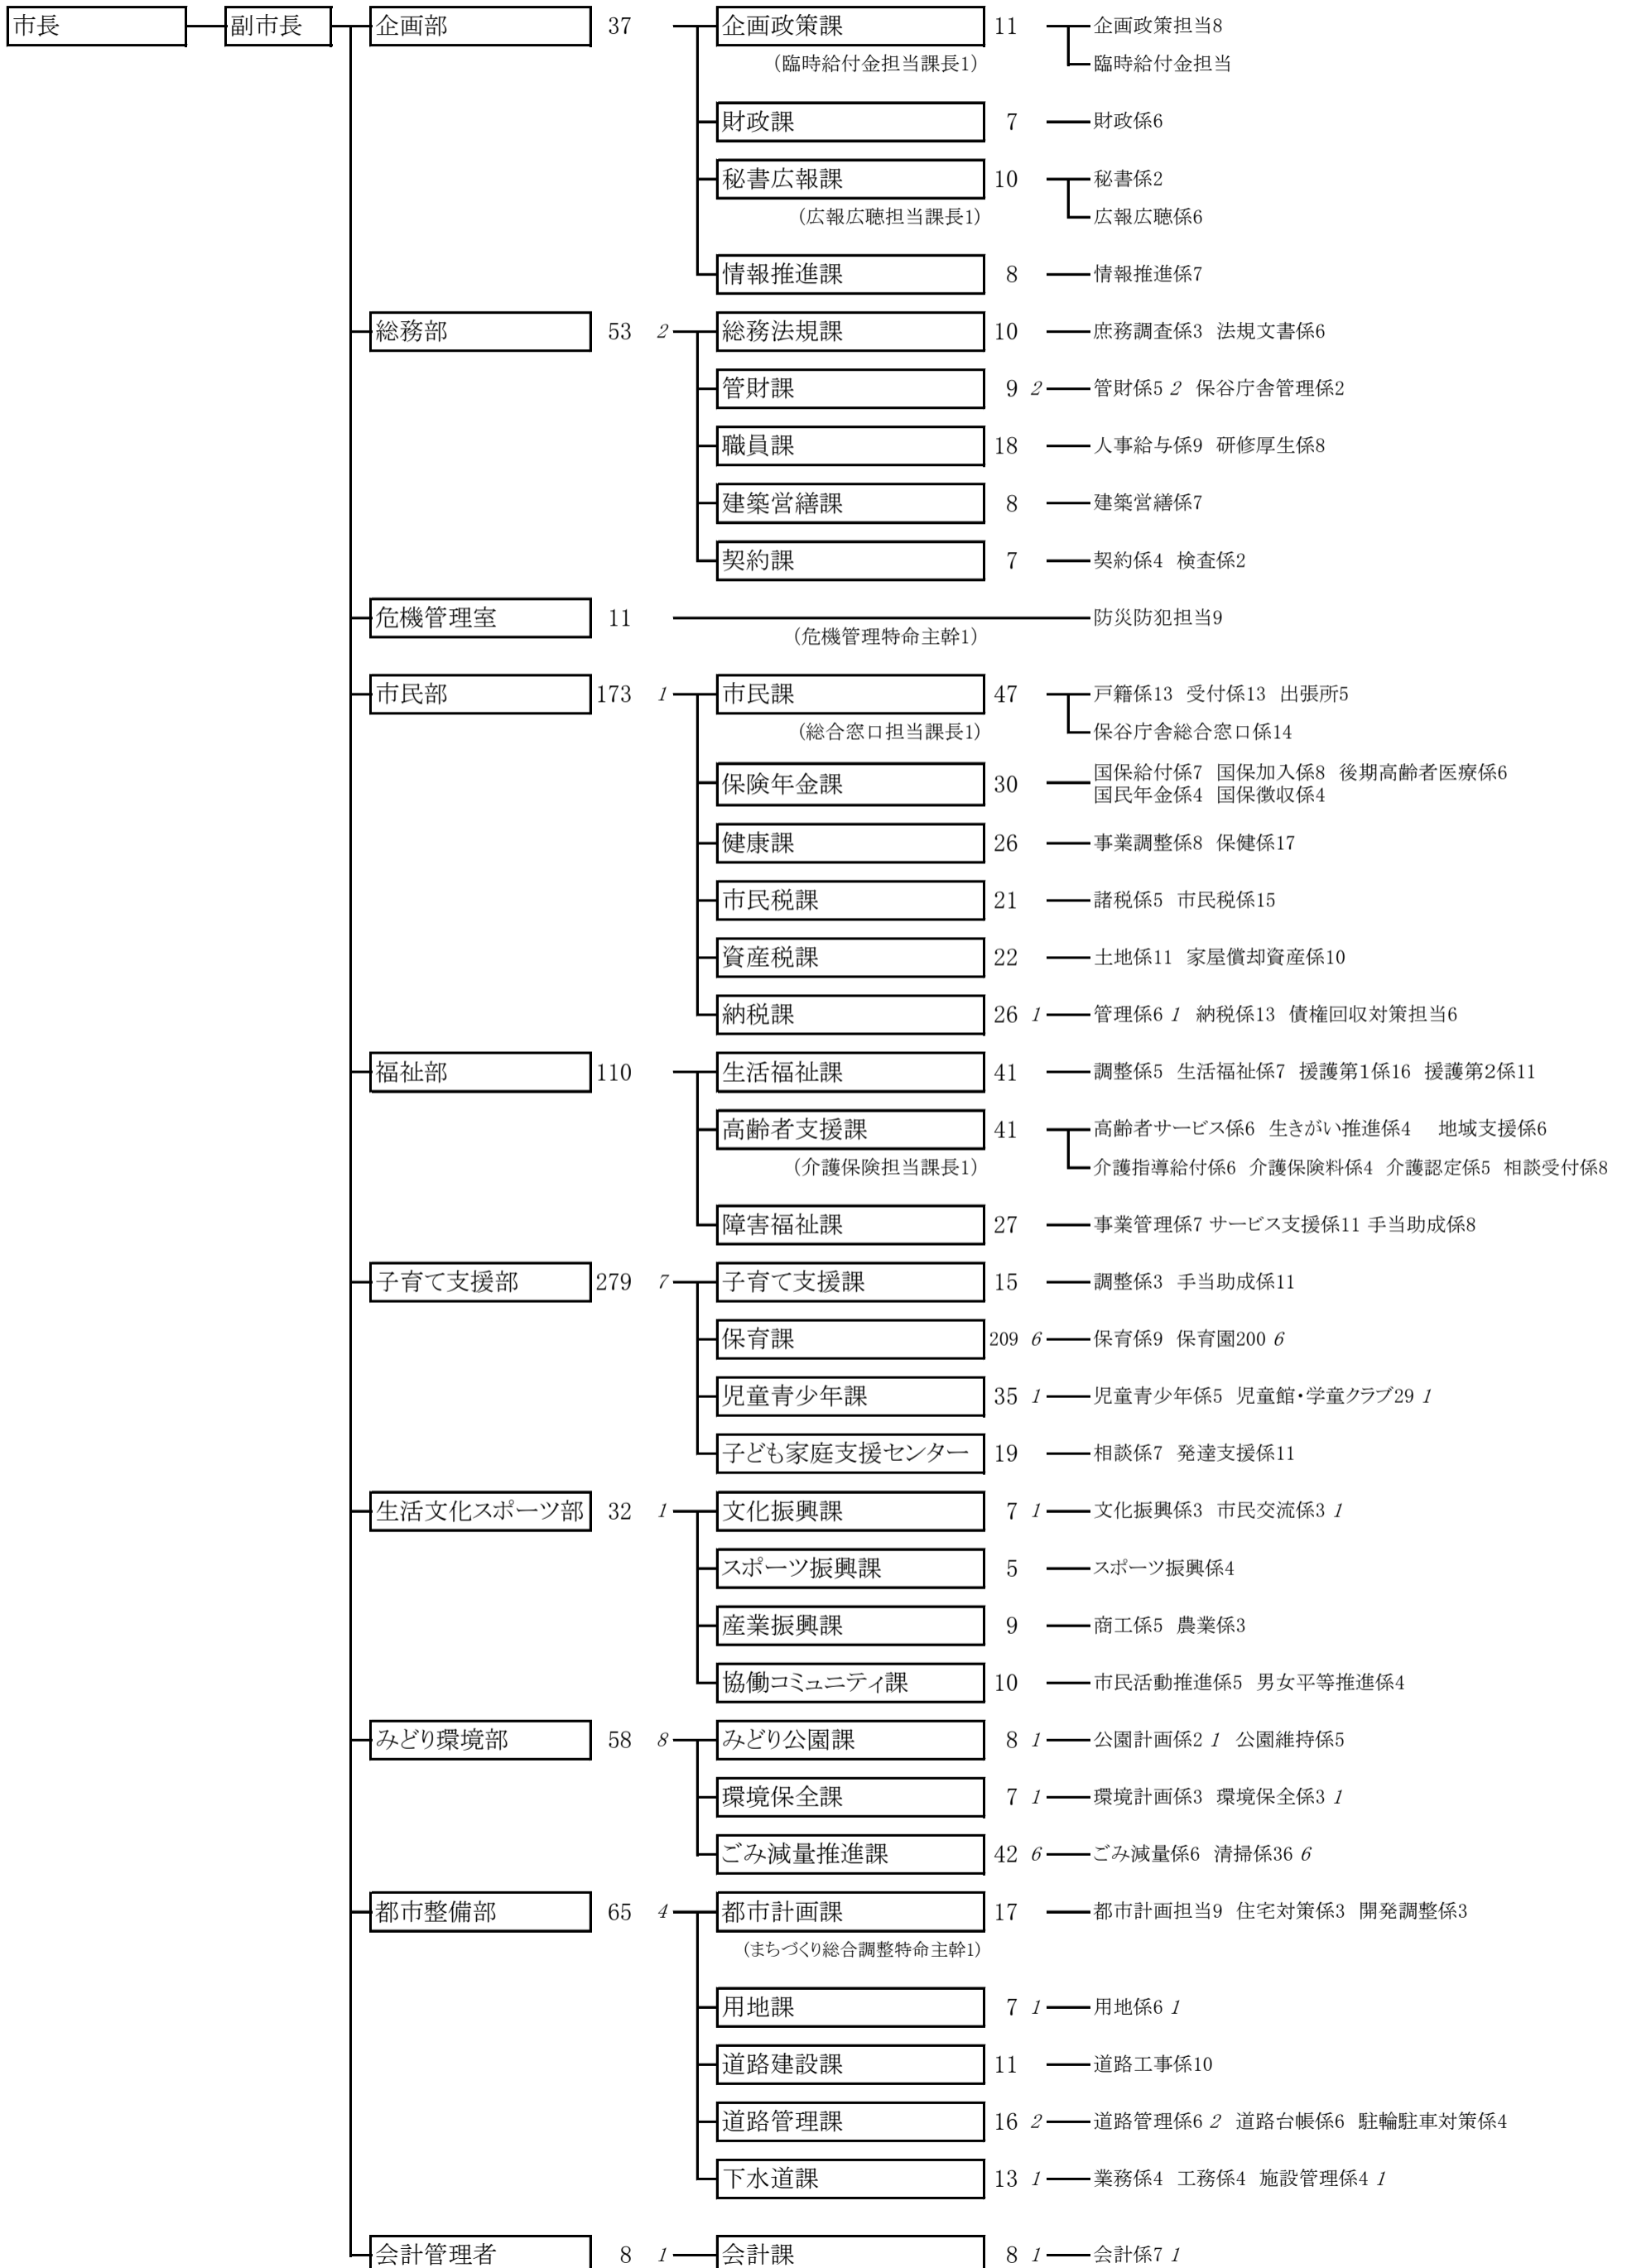 市長 副市長 企画部 37 企画政策課 11 企画政策担当8
(臨時給付金担当課長1) 臨時給付金担当
財政課 7 財政係6
秘書広報課 10 秘書係2
(広報広聴担当課長1) 広報広聴係6
情報推進課 8 情報推進係7
総務部 53 2 総務法規課 10 庶務調査係3 法規文書係6
管財課 9 2 管財係5 2 保谷庁舎管理係2
職員課 18 人事給与係9 研修厚生係8
建築営繕課 8 建築営繕係7
契約課 7 契約係4 検査係2
危機管理室 11 防災防犯担当9
(危機管理特命主幹1)
市民部 173 1 市民課 47 戸籍係13 受付係13 出張所5
(総合窓口担当課長1) 保谷庁舎総合窓口係14
保険年金課 30 国保給付係7 国保加入係8 後期高齢者医療係6
国民年金係4 国保徴収係4
健康課 26 事業調整係8 保健係17
市民税課 21 諸税係5 市民税係15
資産税課 22 土地係11 家屋償却資産係10
納税課 26 1 管理係6 1 納税係13 債権回収対策担当6
福祉部 110 生活福祉課 41 調整係5 生活福祉係7 援護第1係16 援護第2係11
高齢者支援課 41 高齢者サービス係6 生きがい推進係4 地域支援係6
(介護保険担当課長1) 介護指導給付係6 介護保険料係4 介護認定係5 相談受付係8
障害福祉課 27 事業管理係7 サービス支援係11 手当助成係8
子育て支援部 279 7 子育て支援課 15 調整係3 手当助成係11
保育課 209 6 保育係9 保育園200 6
児童青少年課 35 1 児童青少年係5 児童館・学童クラブ29 1
子ども家庭支援センター 19 相談係7 発達支援係11
生活文化スポーツ部 32 1 文化振興課 7 1 文化振興係3 市民交流係3 1
スポーツ振興課 5 スポーツ振興係4
産業振興課 9 商工係5 農業係3
協働コミュニティ課 10 市民活動推進係5 男女平等推進係4
みどり環境部 58 8 みどり公園課 8 1 公園計画係2 1 公園維持係5
環境保全課 7 1 環境計画係3 環境保全係3 1
ごみ減量推進課 42 6 ごみ減量係6 清掃係36 6
都市整備部 65 4 都市計画課 17 都市計画担当9 住宅対策係3 開発調整係3
(まちづくり総合調整特命主幹1)
用地課 7 1 用地係6 1
道路建設課 11 道路工事係10
道路管理課 16 2 道路管理係6 2 道路台帳係6 駐輪駐車対策係4
下水道課 13 1 業務係4 工務係4 施設管理係4 1
会計管理者 8 1 会計課 8 1 会計係7 1